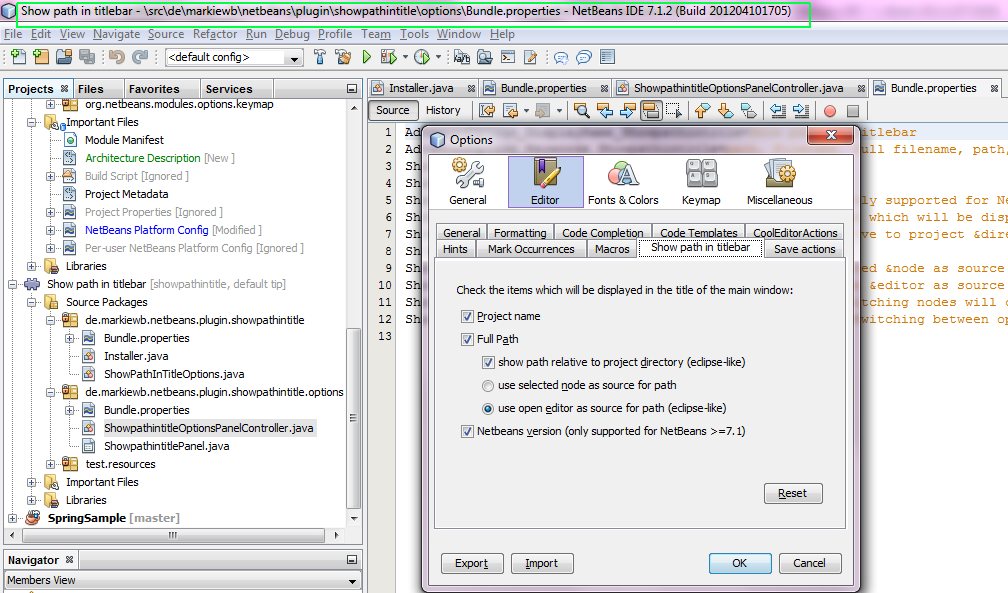 Show path in titlebar - \src\de\markiewb\netbeans\plugin\showpathintitle\options\Bundle.properties - NetBeans IDE 7.1.2 (Build 201204101705)
File Edit View Navigate Source Refactor Run Debug Profile Team Tools Window Help
<default config>
Projects Files Favorites Services
Installer.java Bundle.properties ShowpathintitleOptionsPanelController.java Bundle.properties
Source History
org.netbeans.modules.options.keymap
Important Files
Module Manifest
Architecture Description [New ]
Build Script [Ignored ]
Project Metadata
Project Properties [Ignored ]
NetBeans Platform Config [Modified ]
Per-user NetBeans Platform Config [Ignored ]
Libraries
Show path in titlebar [showpathintitle, default tip]
Source Packages
de.markiewb.netbeans.plugin.showpathintitle
Bundle.properties
Installer.java
ShowPathInTitleOptions.java
de.markiewb.netbeans.plugin.showpathintitle.options
Bundle.properties
ShowpathintitleOptionsPanelController.java
ShowpathintitlePanel.java
test.resources
Important Files
Libraries
SpringSample [master]
Navigator
Members View
1 Ad titlebar
2 Ad ull filename, path,
3 Sh
4 Sh
5 Sh ly supported for Ne
6 Sh which will be disp
7 Sh ve to project &dire
8 Sh
9 Sh ed &node as source
10 Sh &editor as source
11 Sh tching nodes will c
12 Sh witching between op
13
Options
General Editor Fonts & Colors Keymap Miscellaneous
General Formatting Code Completion Code Templates CoolEditorActions
Hints Mark Occurrences Macros Show path in titlebar Save actions
Check the items which will be displayed in the title of the main window:
Project name
Full Path
show path relative to project directory (eclipse-like)
use selected node as source for path
use open editor as source for path (eclipse-like)
Netbeans version (only supported for NetBeans >=7.1)
Reset
Export Import OK Cancel